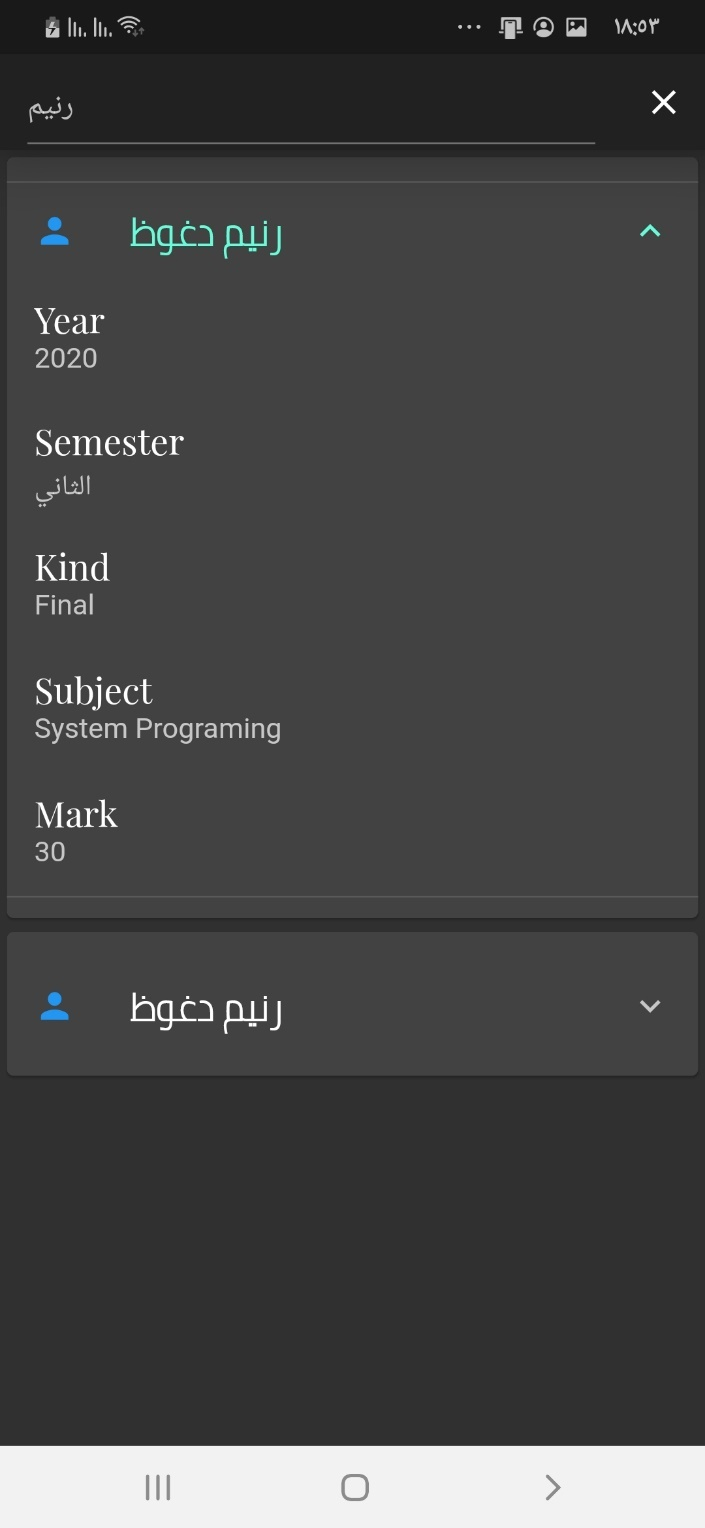 ١٨:٥٣
رنيم
رنيم دغوظ
Year
2020
Semester
الثاني
Kind
Final
Subject
System Programing
Mark
30
رنيم دغوظ